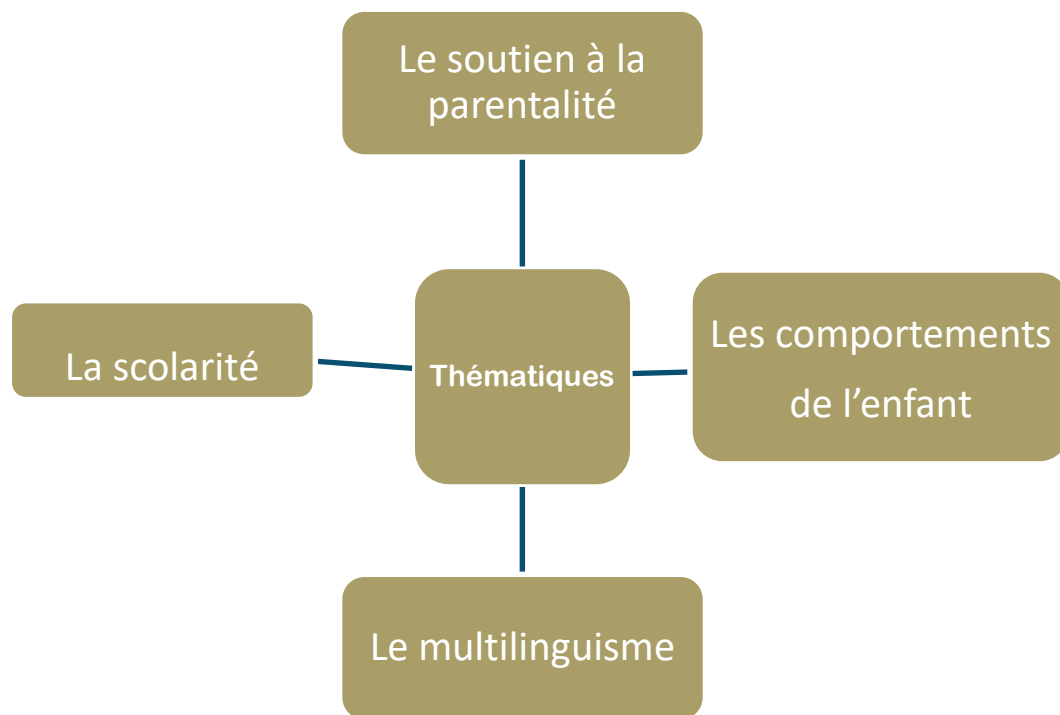 Le soutien à la
parentalité
Les comportements
de l’enfant
La scolarité
Thématiques
Le multilinguisme